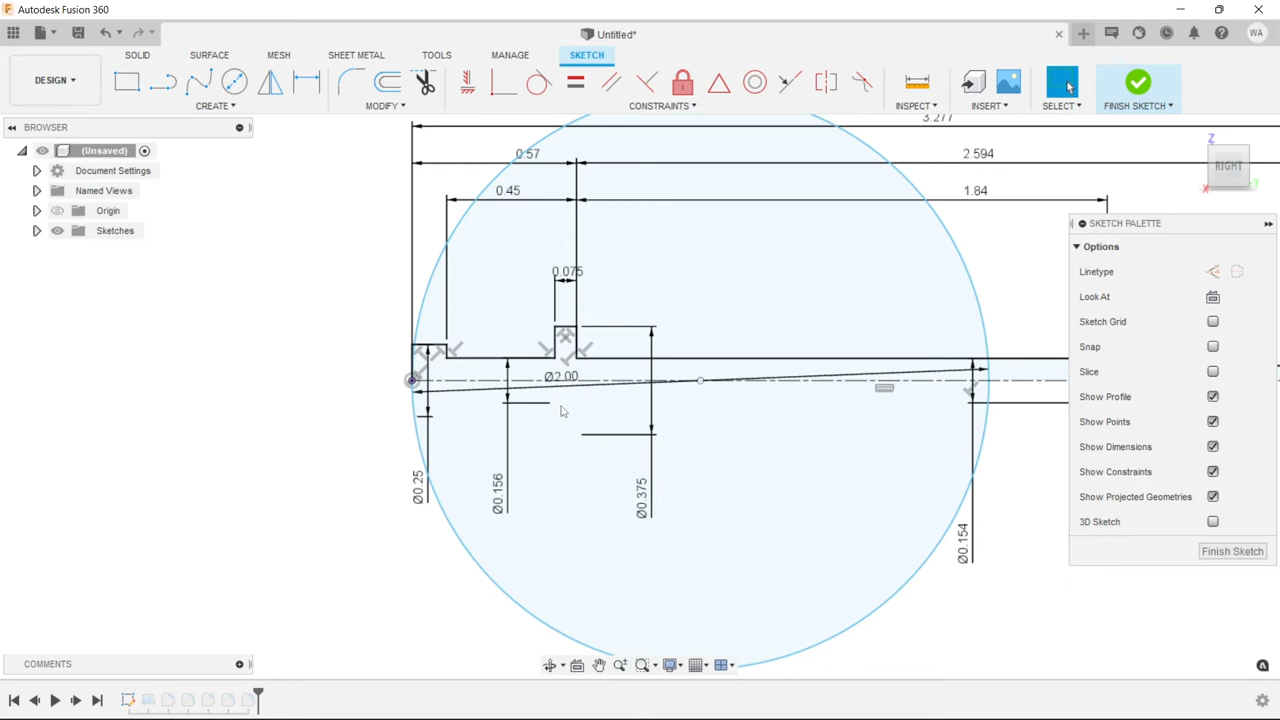 Autodesk Fusion 360
Untitled*
WA
SOLID SURFACE MESH SHEET METAL TOOLS MANAGE SKETCH
DESIGN
CREATE MODIFY CONSTRAINTS INSPECT INSERT SELECT FINISH SKETCH
BROWSER
(Unsaved)
Document Settings
Named Views
Origin
Sketches
3.277
0.57
2.594
0.45
1.84
0.075
Ø2.00
Ø0.25
Ø0.156
Ø0.375
Ø0.154
Z
RIGHT
X
Y
SKETCH PALETTE
Options
Linetype
Look At
Sketch Grid
Snap
Slice
Show Profile
Show Points
Show Dimensions
Show Constraints
Show Projected Geometries
3D Sketch
Finish Sketch
COMMENTS